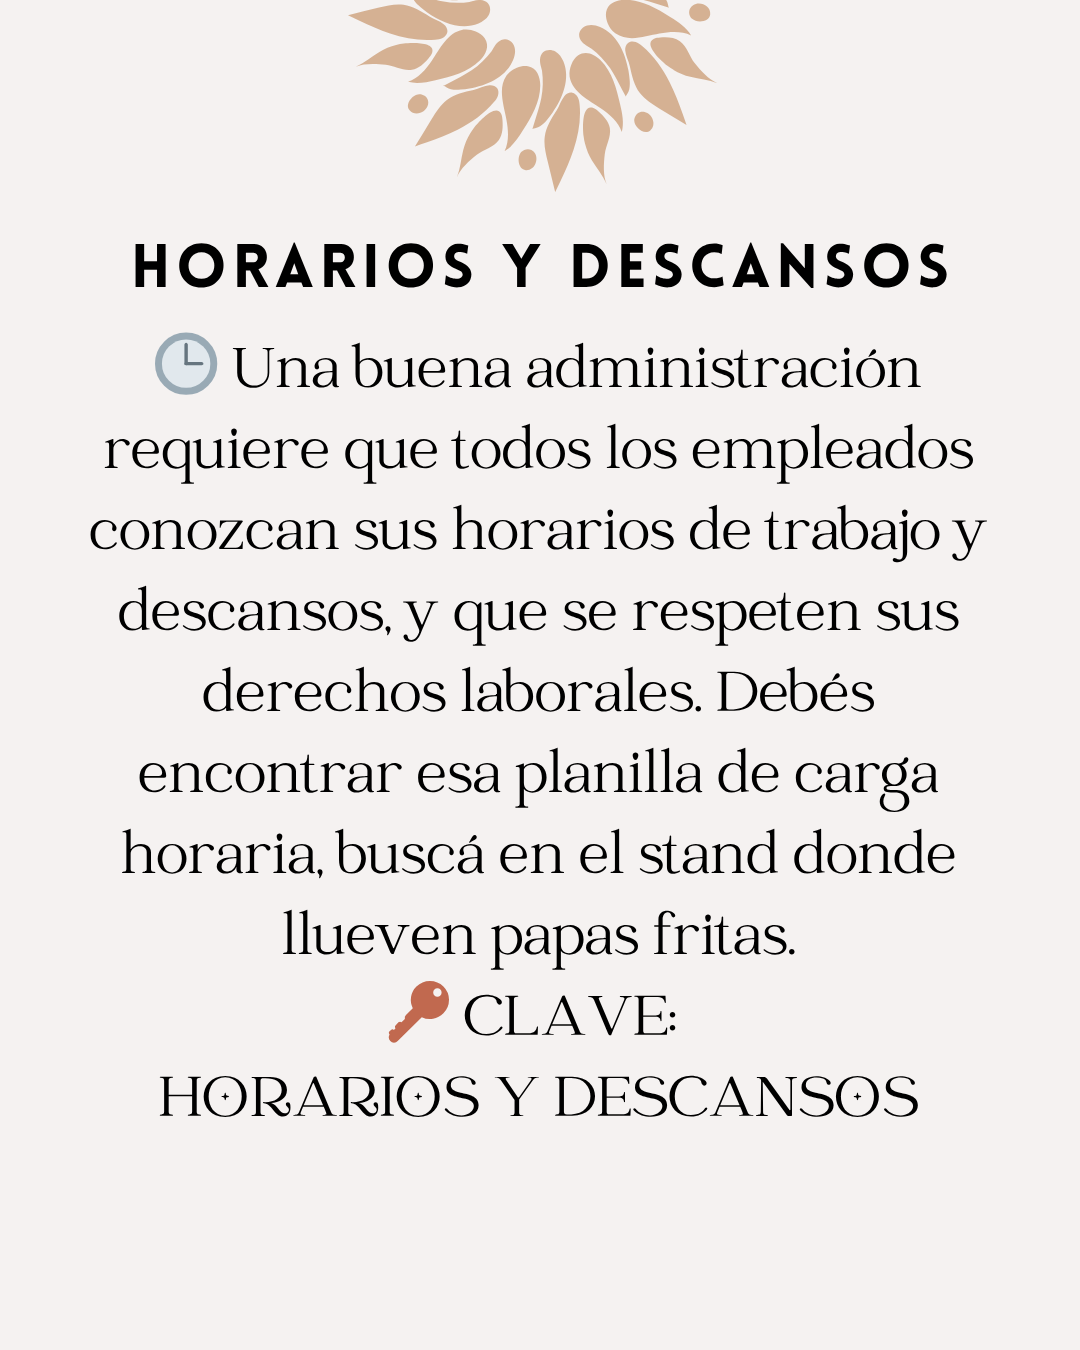 HORARIOS Y DESCANSOS
🕒 Una buena administración
requiere que todos los empleados
conozcan sus horarios de trabajo y
descansos, y que se respeten sus
derechos laborales. Debés
encontrar esa planilla de carga
horaria, buscá en el stand donde
llueven papas fritas.
🔑 CLAVE:
HORARIOS Y DESCANSOS